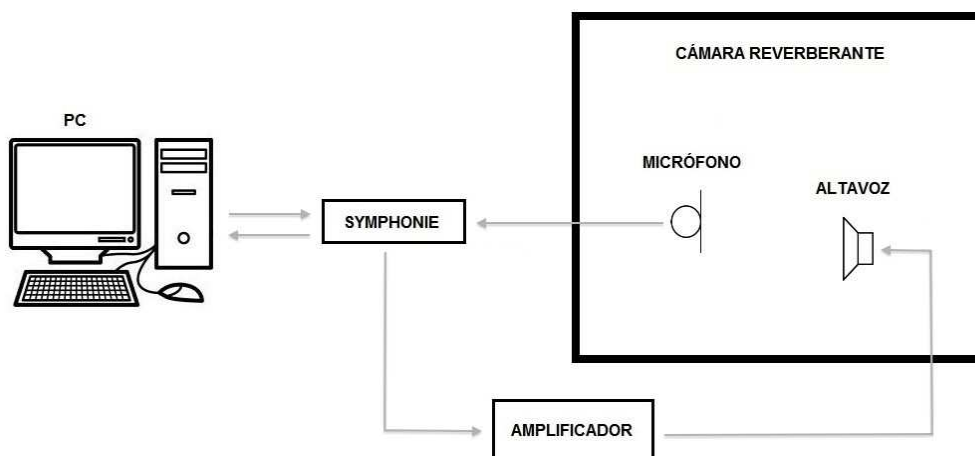 CÁMARA REVERBERANTE
PC
MICRÓFONO
ALTAVOZ
SYMPHONIE
AMPLIFICADOR